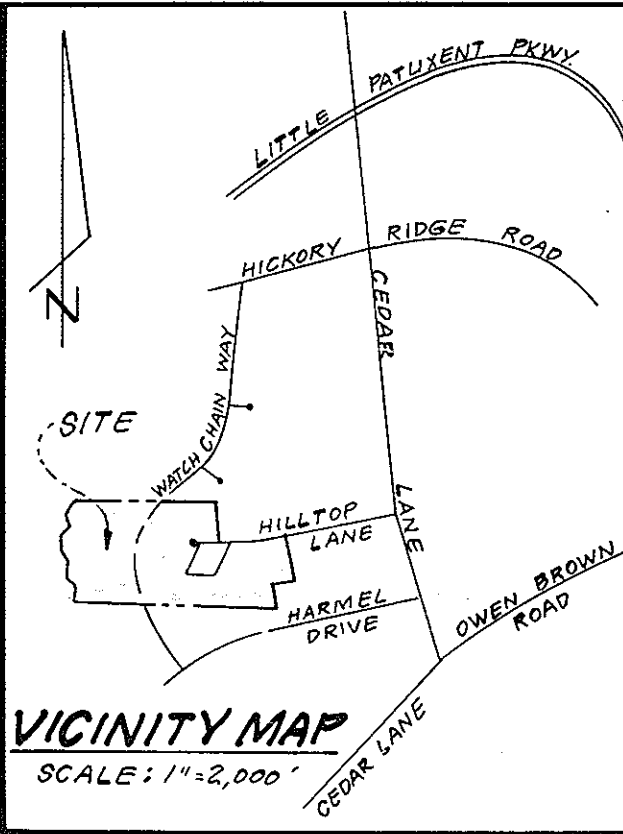 LITTLE PATUXENT PKWY.
HICKORY RIDGE ROAD
N
CEDAR LANE
WATCH CHAIN WAY
SITE
HILLTOP
LANE
HARMEL
DRIVE
OWEN BROWN
ROAD
CEDAR LANE
VICINITY MAP
SCALE: 1"=2,000'